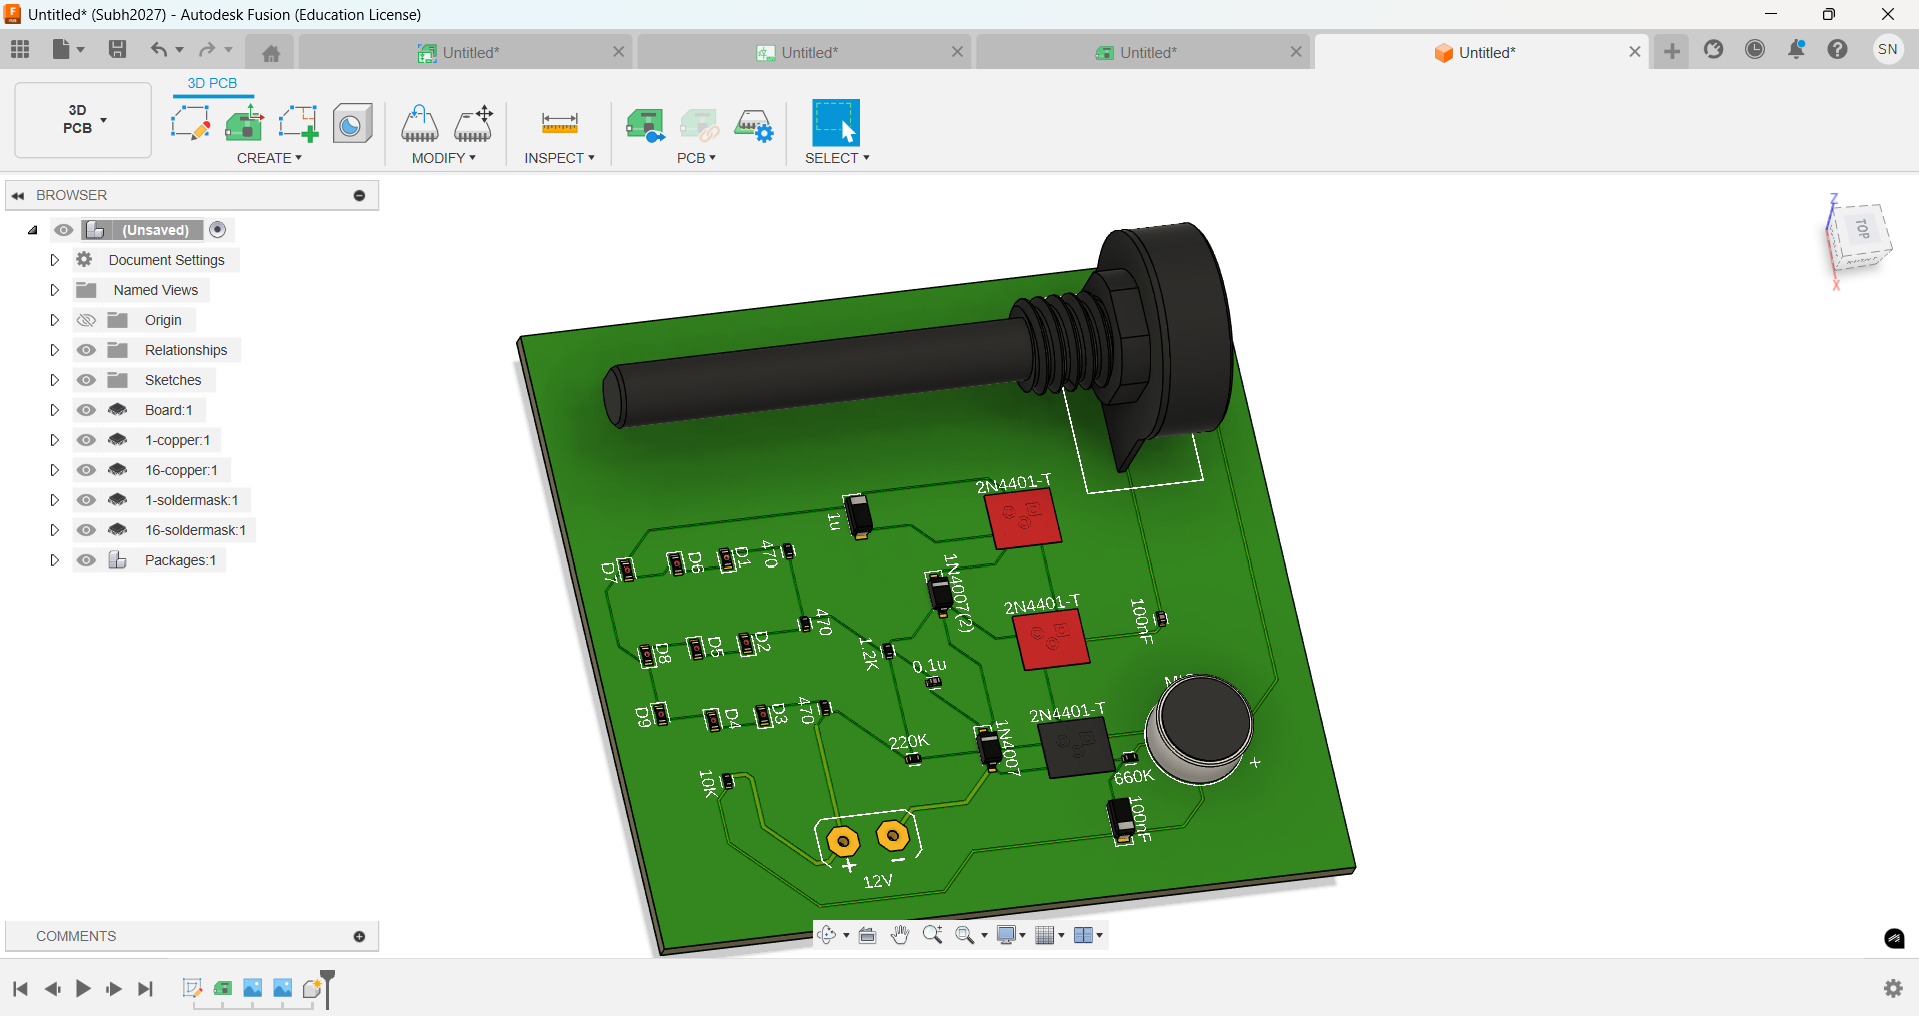 Untitled* (Subh2027) - Autodesk Fusion (Education License)
Untitled*
Untitled*
Untitled*
Untitled*
SN
3D PCB
3D
PCB
CREATE
MODIFY
INSPECT
PCB
SELECT
BROWSER
(Unsaved)
Document Settings
Named Views
Origin
Relationships
Sketches
Board:1
1-copper:1
16-copper:1
1-soldermask:1
16-soldermask:1
Packages:1
Z
TOP
X
2N4401-T
1u
D7
D6
D1
470
1N4007(2)
2N4401-T
100nF
D8
D5
D2
470
1.2K
0.1u
D9
D4
D3
470
220K
1N4007
2N4401-T
660K
+
10K
100nF
+
-
12V
COMMENTS